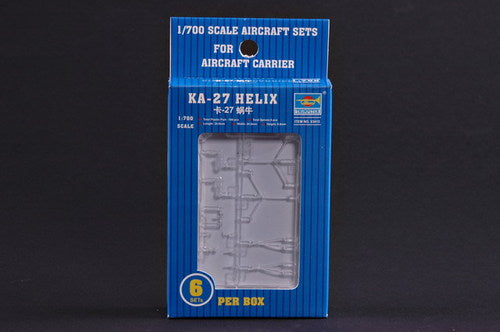 1/700 SCALE AIRCRAFT SETS
FOR
AIRCRAFT CARRIER
KA-27 HELIX
卡-27 蜗牛
1-700
SCALE
6
SETS
PER BOX